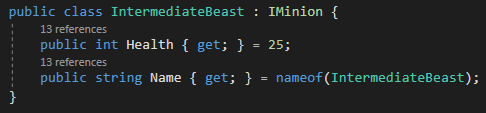 public class IntermediateBeast : IMinion {
13 references
public int Health { get; } = 25;
13 references
public string Name { get; } = nameof(IntermediateBeast);
}